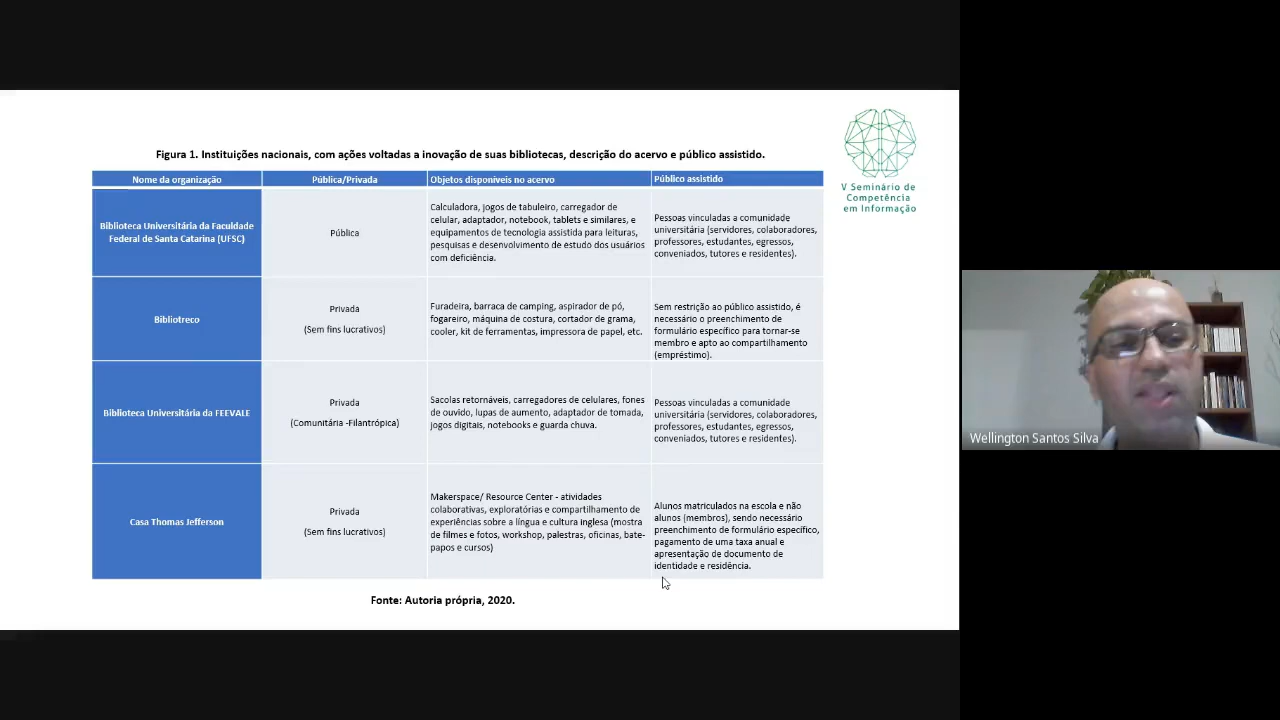 Figura 1. Instituições nacionais, com ações voltadas a inovação de suas bibliotecas, descrição do acervo e público assistido.
V Seminário de
Competência
em Informação
Nome da organização
Pública/Privada
Objetos disponíveis no acervo
Público assistido
Biblioteca Universitária da Faculdade
Federal de Santa Catarina (UFSC)
Pública
Calculadora, jogos de tabuleiro, carregador de
celular, adaptador, notebook, tablets e similares, e
equipamentos de tecnologia assistida para leituras,
pesquisas e desenvolvimento de estudo dos usuários
com deficiência.
Pessoas vinculadas a comunidade
universitária (servidores, colaboradores,
professores, estudantes, egressos,
conveniados, tutores e residentes).
Bibliotreco
Privada
(Sem fins lucrativos)
Furadeira, barraca de camping, aspirador de pó,
fogareiro, máquina de costura, cortador de grama,
cooler, kit de ferramentas, impressora de papel, etc.
Sem restrição ao público assistido, é
necessário o preenchimento de
formulário específico para tornar-se
membro e apto ao compartilhamento
(empréstimo).
Biblioteca Universitária da FEEVALE
Privada
(Comunitária -Filantrópica)
Sacolas retornáveis, carregadores de celulares, fones
de ouvido, lupas de aumento, adaptador de tomada,
jogos digitais, notebooks e guarda chuva.
Pessoas vinculadas a comunidade
universitária (servidores, colaboradores,
professores, estudantes, egressos,
conveniados, tutores e residentes).
Casa Thomas Jefferson
Privada
(Sem fins lucrativos)
Makerspace/ Resource Center - atividades
colaborativas, exploratórias e compartilhamento de
experiências sobre a língua e cultura inglesa (mostra
de filmes e fotos, workshop, palestras, oficinas, bate-
papos e cursos)
Alunos matriculados na escola e não
alunos (membros), sendo necessário
preenchimento de formulário específico,
pagamento de uma taxa anual e
apresentação de documento de
identidade e residência.
Fonte: Autoria própria, 2020.
Wellington Santos Silva